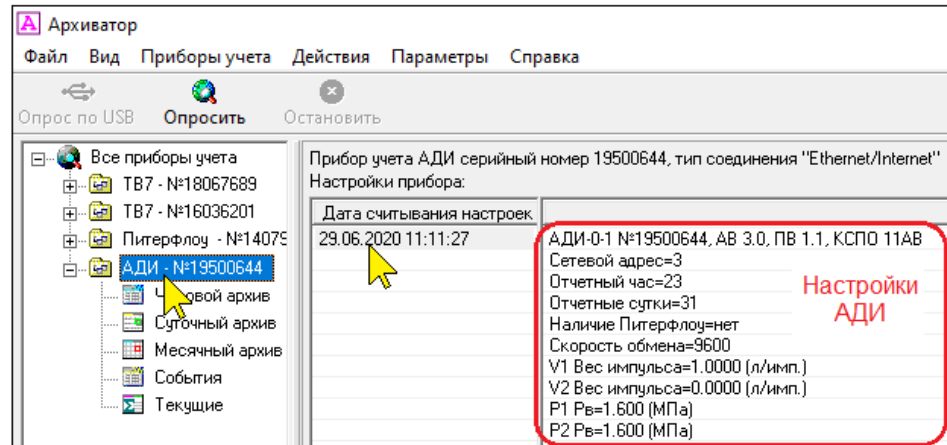 Архиватор
Файл Вид Приборы учета Действия Параметры Справка
Опрос по USB Опросить Остановить
Все приборы учета
ТВ7 - №18067689
ТВ7 - №16036201
Питерфлоу - №14079
АДИ - №19500644
Суточный архив
Месячный архив
События
Текущие
Прибор учета АДИ серийный номер 19500644, тип соединения "Ethernet/Internet"
Настройки прибора:
Дата считывания настроек
29.06.2020 11:11:27
АДИ-0-1 №19500644, АВ 3.0, ПВ 1.1, КСПО 11АВ
Сетевой адрес=3
Отчетный час=23
Отчетные сутки=31
Наличие Питерфлоу=нет
Скорость обмена=9600
V1 Вес импульса=1.0000 (л/имп.)
V2 Вес импульса=0.0000 (л/имп.)
P1 Pв=1.600 (МПа)
P2 Pв=1.600 (МПа)
Настройки
АДИ